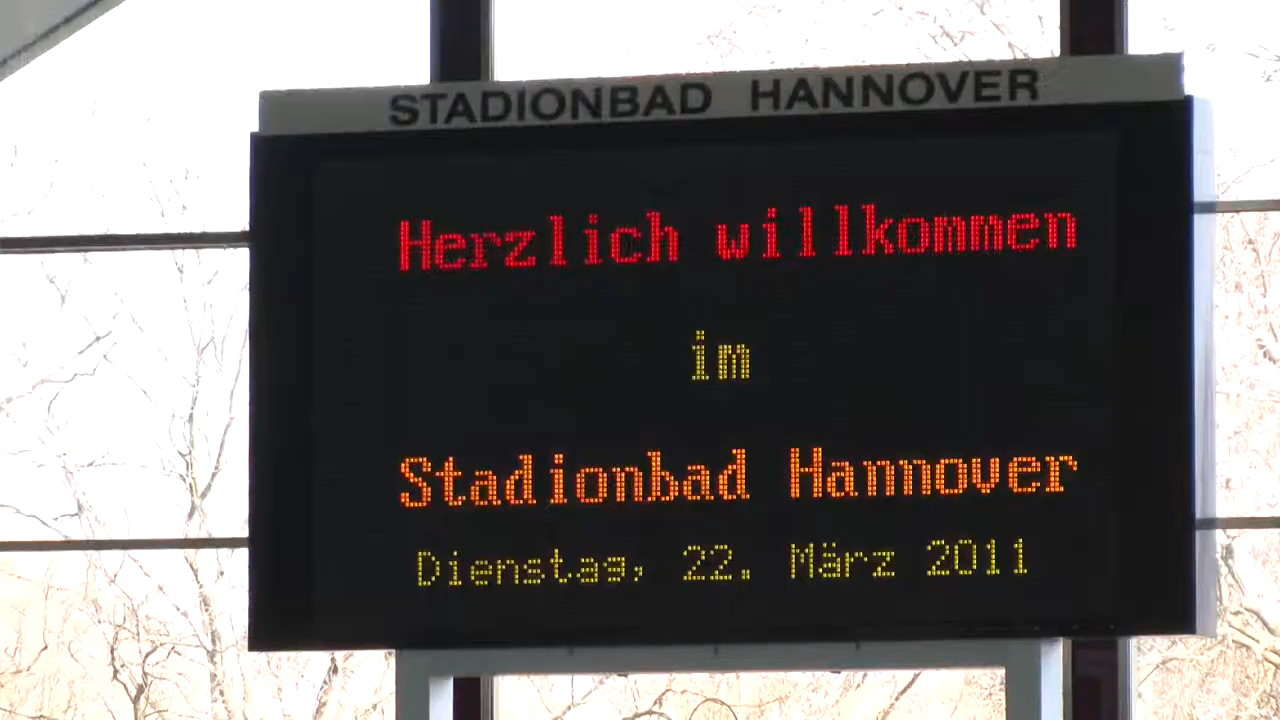 STADIONBAD HANNOVER
Herzlich willkommen
im
Stadionbad Hannover
Dienstag, 22. März 2011